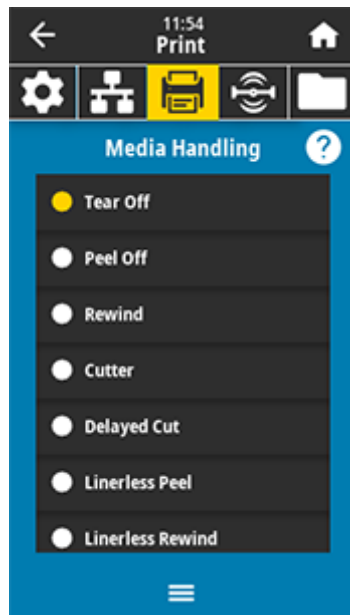 11:54
Print
Media Handling
?
Tear Off
Peel Off
Rewind
Cutter
Delayed Cut
Linerless Peel
Linerless Rewind